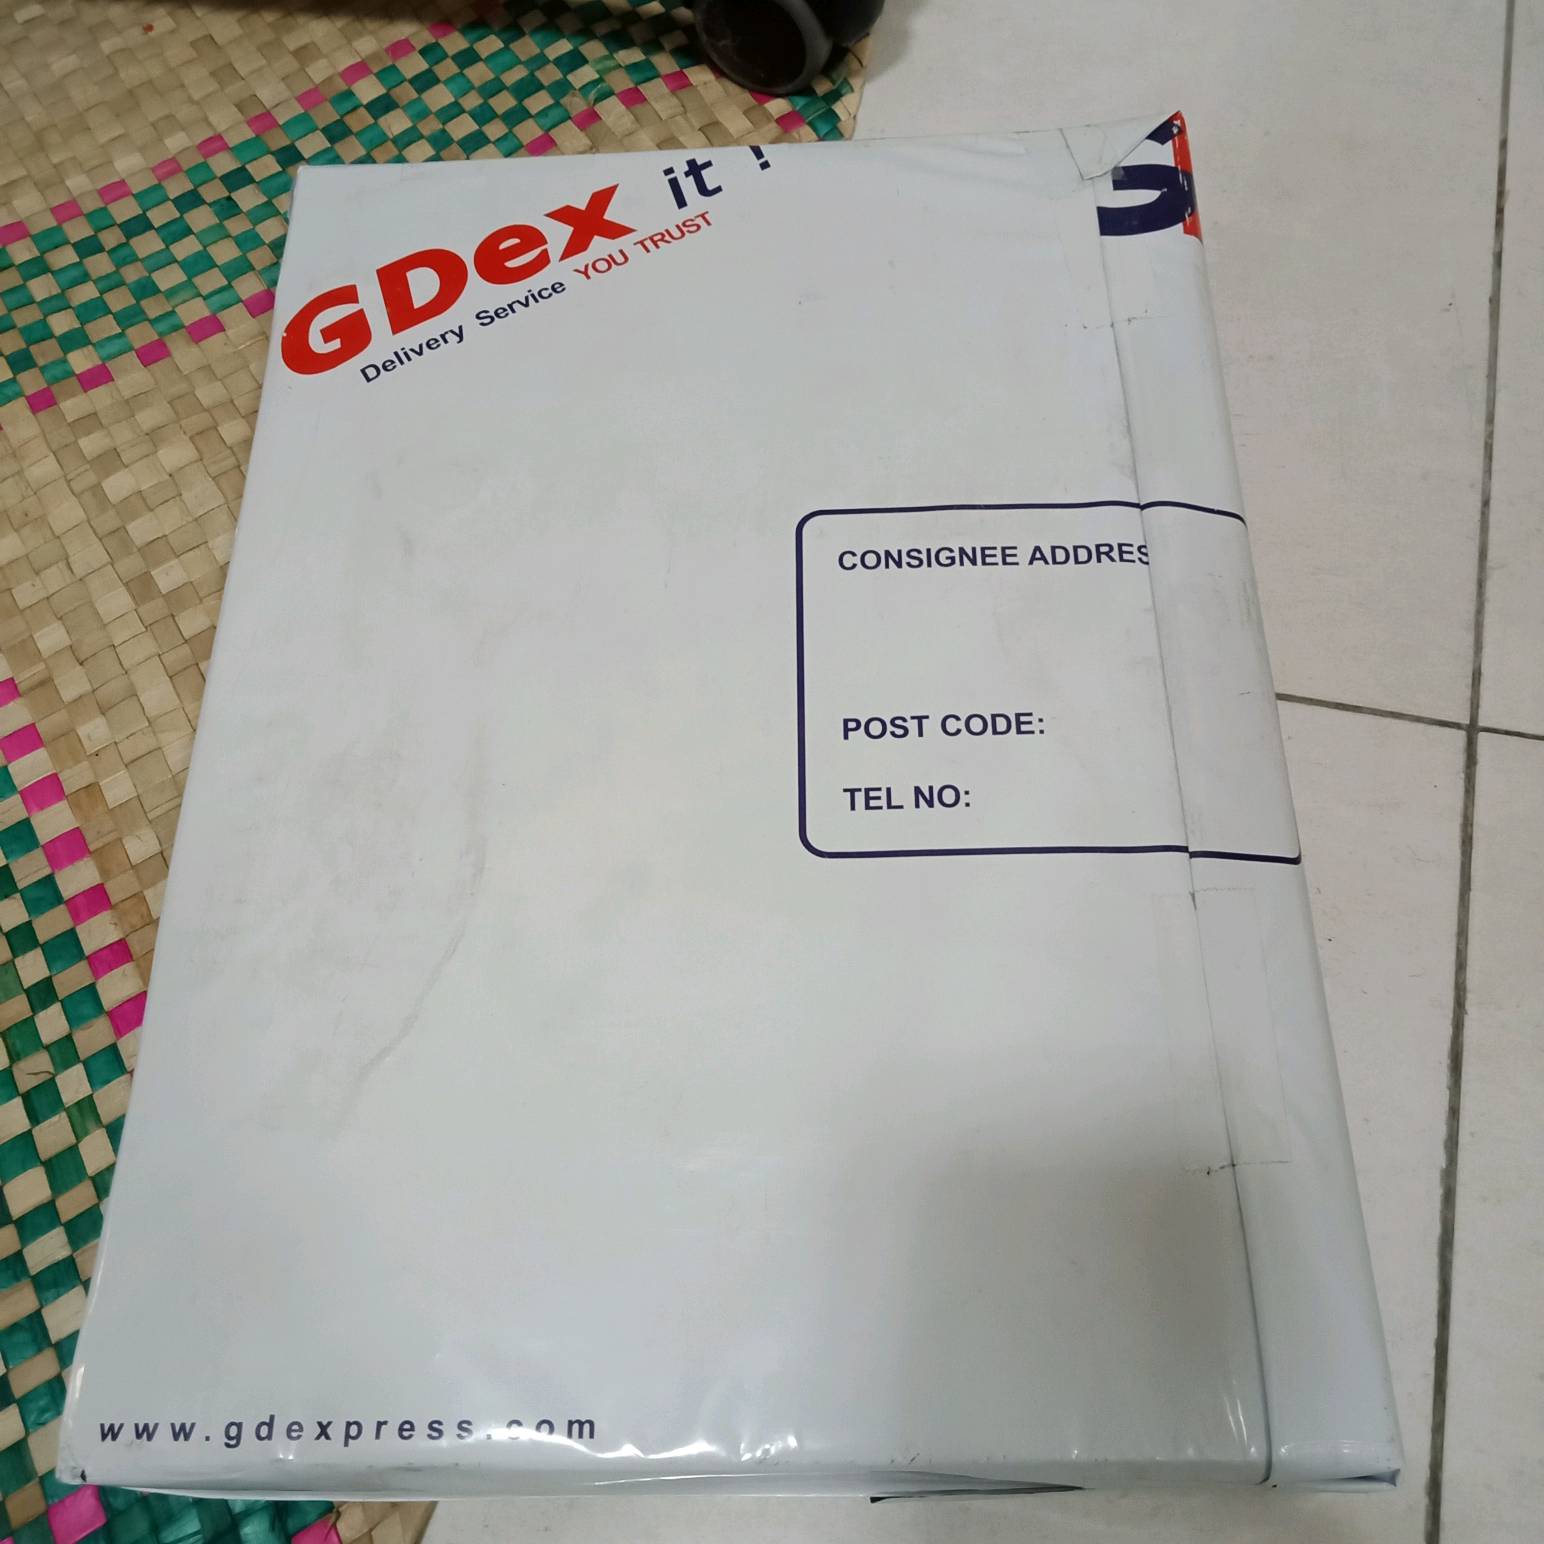 GDex it !
Delivery Service YOU TRUST
S
CONSIGNEE ADDRES
POST CODE:
TEL NO:
www.gdexpress.com